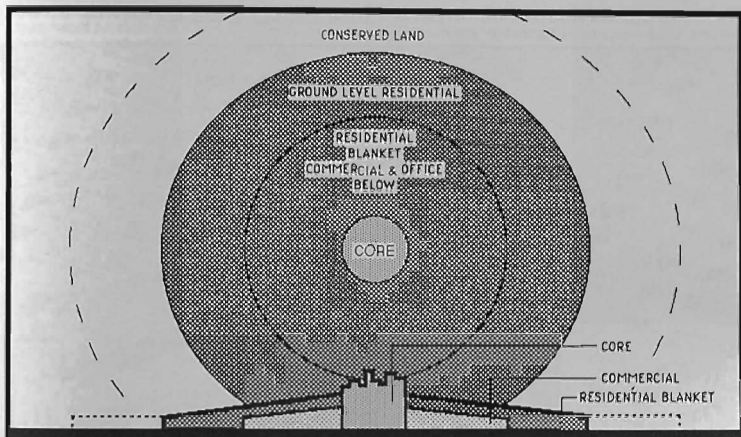 CONSERVED LAND
GROUND LEVEL RESIDENTIAL
RESIDENTIAL
BLANKET
COMMERCIAL & OFFICE
BELOW
CORE
CORE
COMMERCIAL
RESIDENTIAL BLANKET